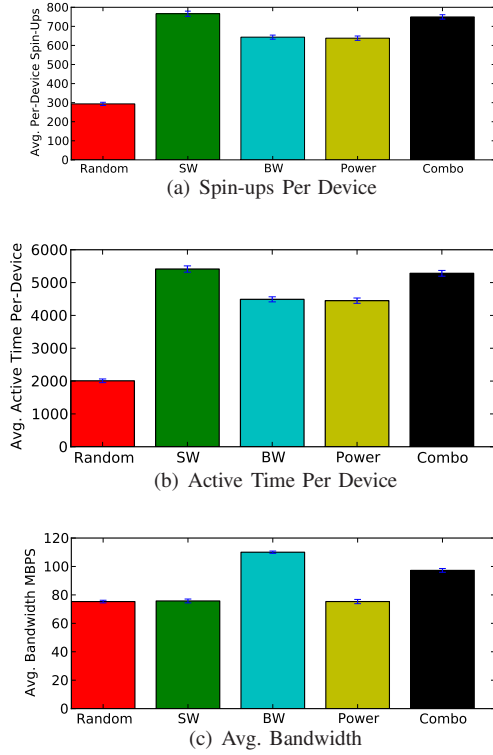 800
700
600
500
400
300
200
100
0
Avg. Per-Device Spin-Ups
Random SW BW Power Combo
(a) Spin-ups Per Device
6000
5000
4000
3000
2000
1000
0
Avg. Active Time Per-Device
Random SW BW Power Combo
(b) Active Time Per Device
120
100
80
60
40
20
0
Avg. Bandwidth MBPS
Random SW BW Power Combo
(c) Avg. Bandwidth